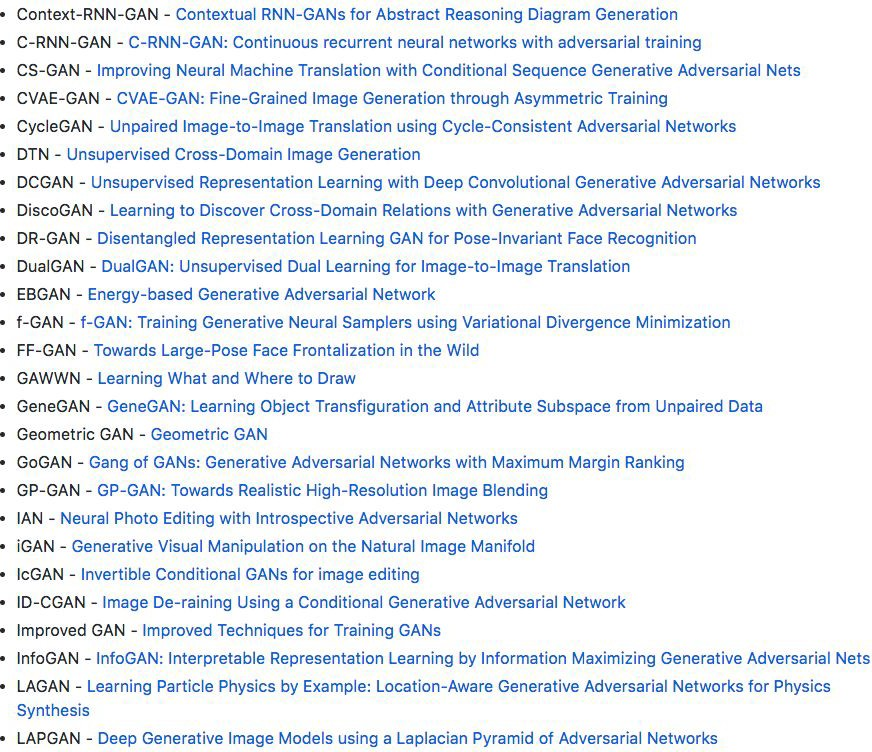 • Context-RNN-GAN - Contextual RNN-GANs for Abstract Reasoning Diagram Generation
• C-RNN-GAN - C-RNN-GAN: Continuous recurrent neural networks with adversarial training
• CS-GAN - Improving Neural Machine Translation with Conditional Sequence Generative Adversarial Nets
• CVAE-GAN - CVAE-GAN: Fine-Grained Image Generation through Asymmetric Training
• CycleGAN - Unpaired Image-to-Image Translation using Cycle-Consistent Adversarial Networks
• DTN - Unsupervised Cross-Domain Image Generation
• DCGAN - Unsupervised Representation Learning with Deep Convolutional Generative Adversarial Networks
• DiscoGAN - Learning to Discover Cross-Domain Relations with Generative Adversarial Networks
• DR-GAN - Disentangled Representation Learning GAN for Pose-Invariant Face Recognition
• DualGAN - DualGAN: Unsupervised Dual Learning for Image-to-Image Translation
• EBGAN - Energy-based Generative Adversarial Network
• f-GAN - f-GAN: Training Generative Neural Samplers using Variational Divergence Minimization
• FF-GAN - Towards Large-Pose Face Frontalization in the Wild
• GAWWN - Learning What and Where to Draw
• GeneGAN - GeneGAN: Learning Object Transfiguration and Attribute Subspace from Unpaired Data
• Geometric GAN - Geometric GAN
• GoGAN - Gang of GANs: Generative Adversarial Networks with Maximum Margin Ranking
• GP-GAN - GP-GAN: Towards Realistic High-Resolution Image Blending
• IAN - Neural Photo Editing with Introspective Adversarial Networks
• iGAN - Generative Visual Manipulation on the Natural Image Manifold
• IcGAN - Invertible Conditional GANs for image editing
• ID-CGAN - Image De-raining Using a Conditional Generative Adversarial Network
• Improved GAN - Improved Techniques for Training GANs
• InfoGAN - InfoGAN: Interpretable Representation Learning by Information Maximizing Generative Adversarial Nets
• LAGAN - Learning Particle Physics by Example: Location-Aware Generative Adversarial Networks for Physics
Synthesis
• LAPGAN - Deep Generative Image Models using a Laplacian Pyramid of Adversarial Networks